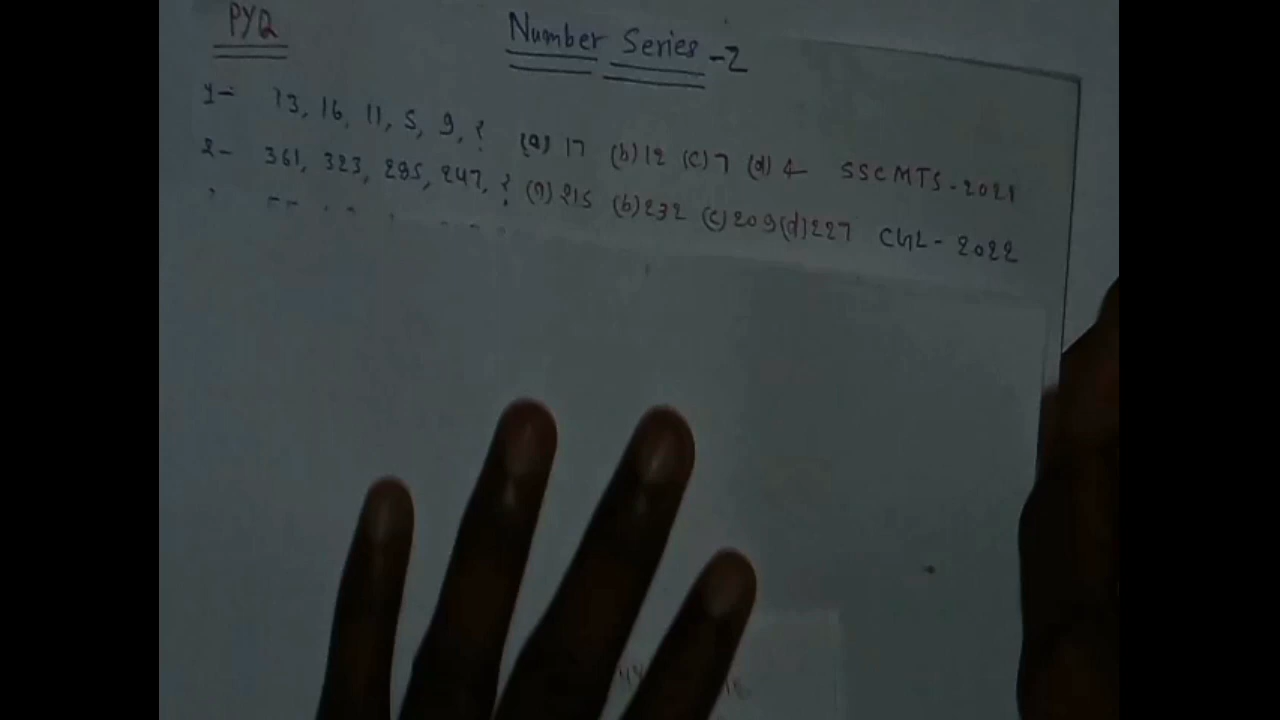 PYQ
Number Series -2
1- 13, 16, 11, 5, 9, ? (a) 17 (b) 12 (c) 7 (d) 4 SSC MTS - 2021
2- 361, 323, 285, 247, ? (a) 215 (b) 232 (c) 209 (d) 227 CGL - 2022